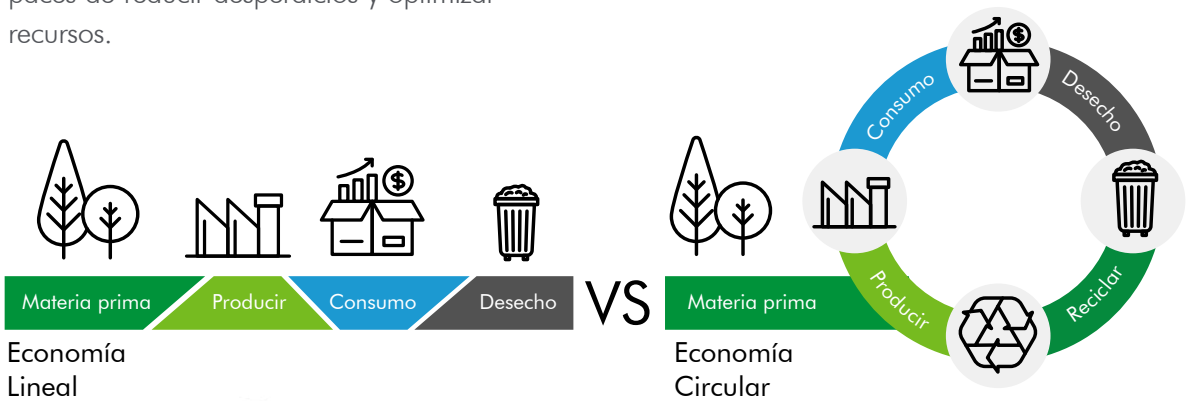 recursos.
Materia prima
Producir
Consumo
Desecho
Economía
Lineal
VS
Materia prima
Producir
Consumo
Desecho
Reciclar
Economía
Circular